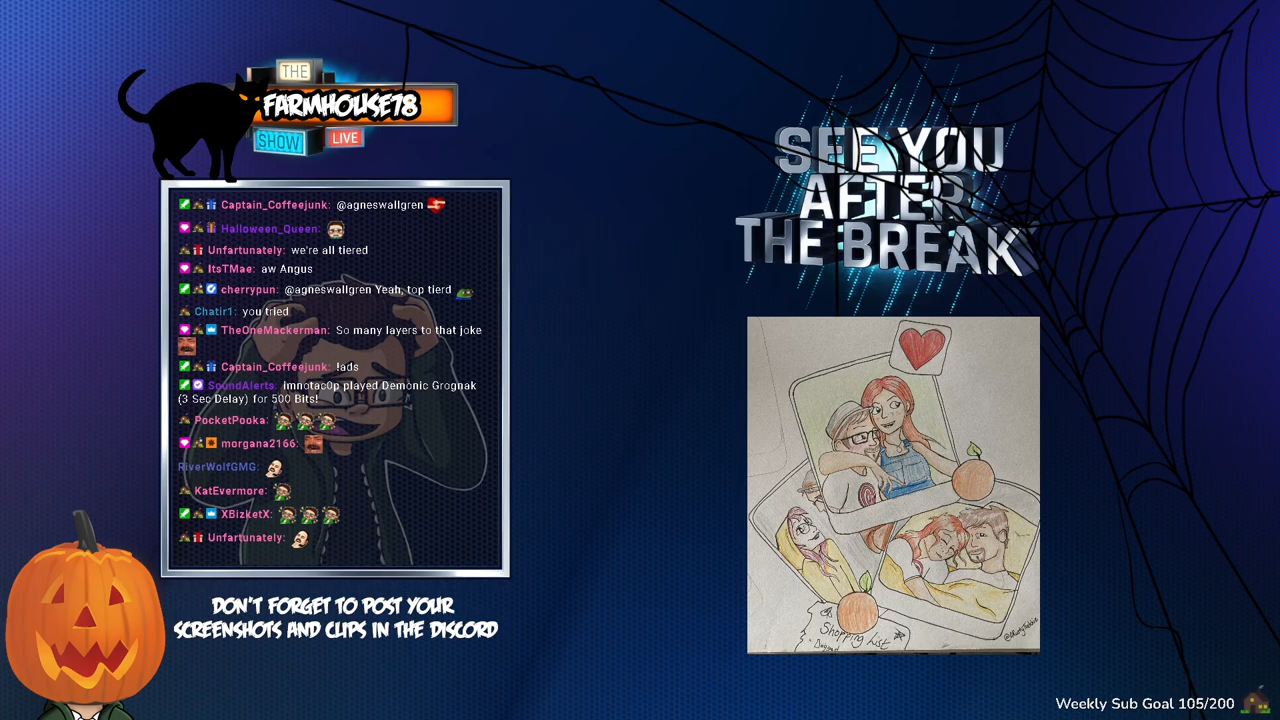 THE
FARMHOUSE78
SHOW LIVE
Captain_Coffeejunk: @agneswallgren
Halloween_Queen:
Unfortunately: we're all tiered
ItsTMae: aw Angus
cherrypun: @agneswallgren Yeah, top tierd
Chatir1: you tried
TheOneMackerman: So many layers to that joke
Captain_Coffeejunk: !ads
SoundAlerts: Imnotac0p played Demonic Grognak
(3 Sec Delay) for 500 Bits!
PocketPooka:
morgana2166:
RiverWolfGMG:
KatEvermore:
XBizketX:
Unfortunately:
DON'T FORGET TO POST YOUR
SCREENSHOTS AND CLIPS IN THE DISCORD
SEE YOU
AFTER
THE BREAK
Shopping List
Weekly Sub Goal 105/200